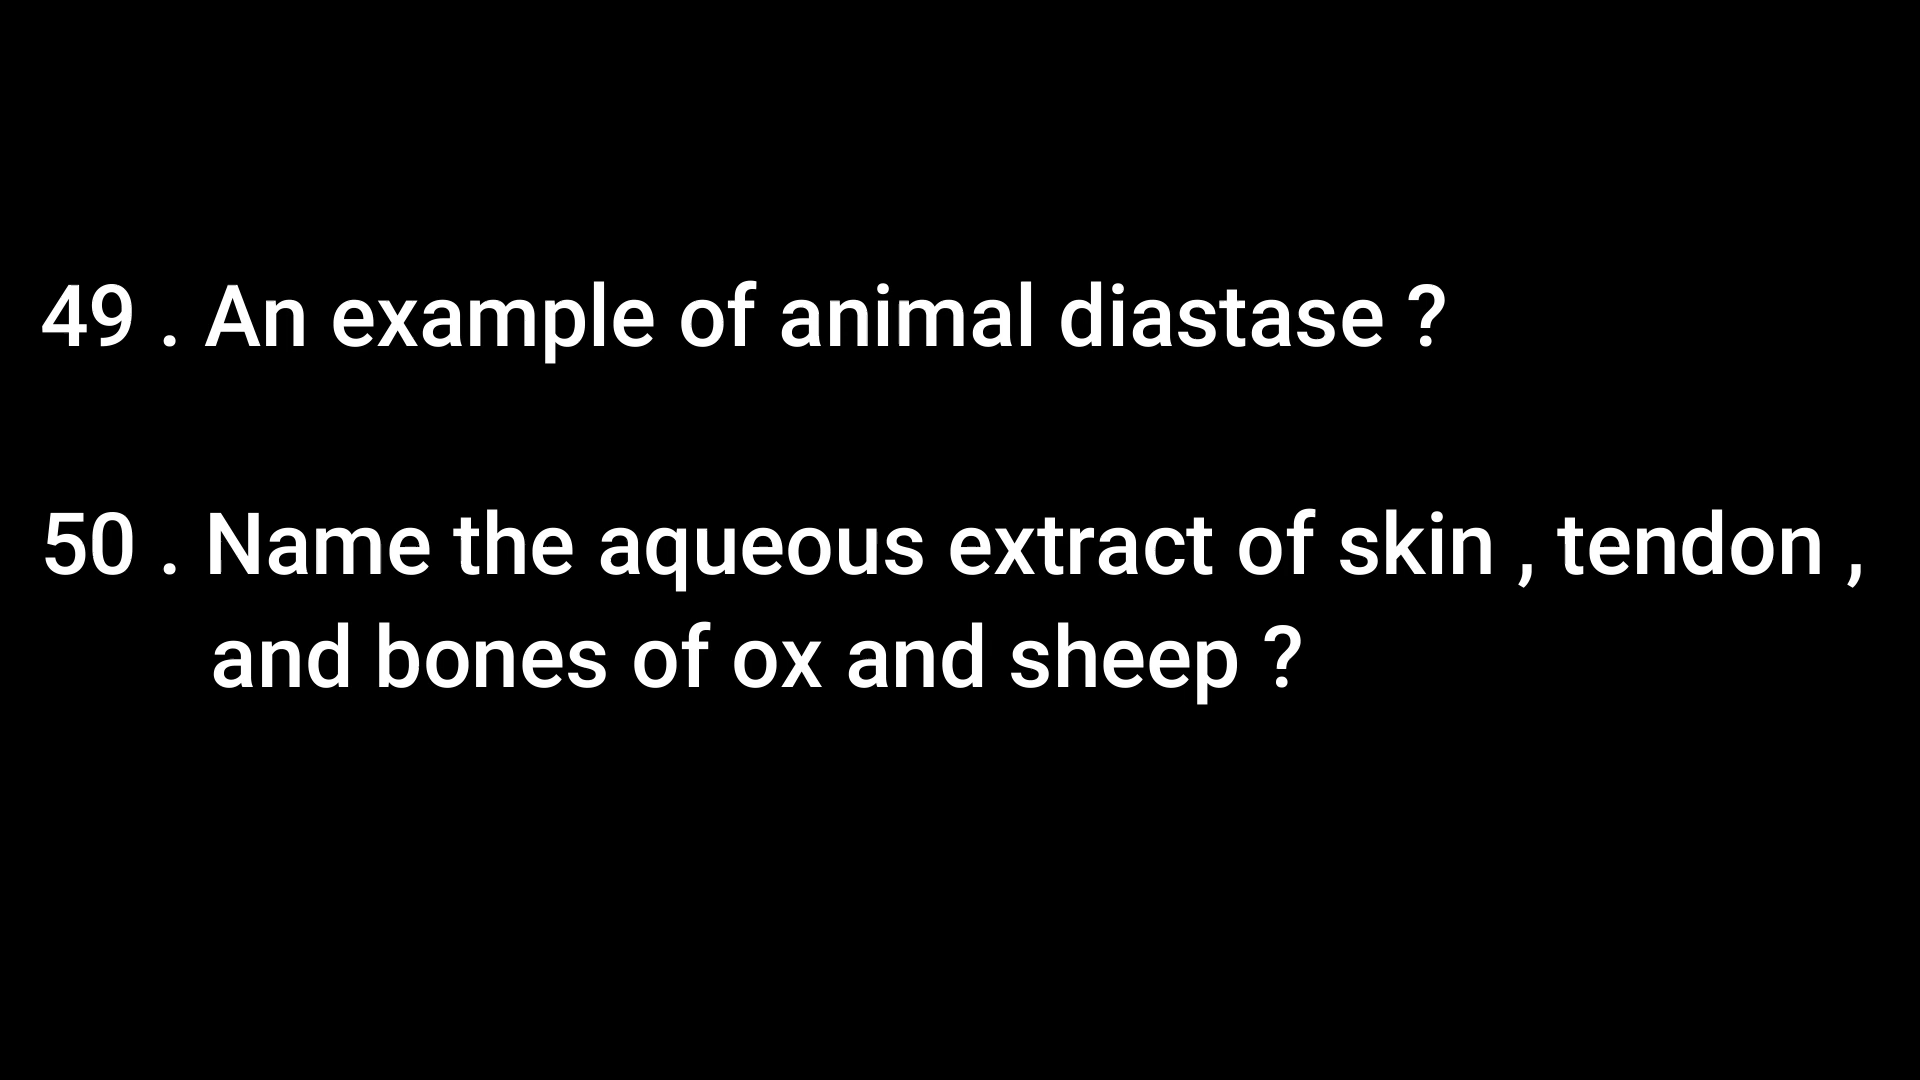 49 . An example of animal diastase ?
50 . Name the aqueous extract of skin , tendon ,
and bones of ox and sheep ?